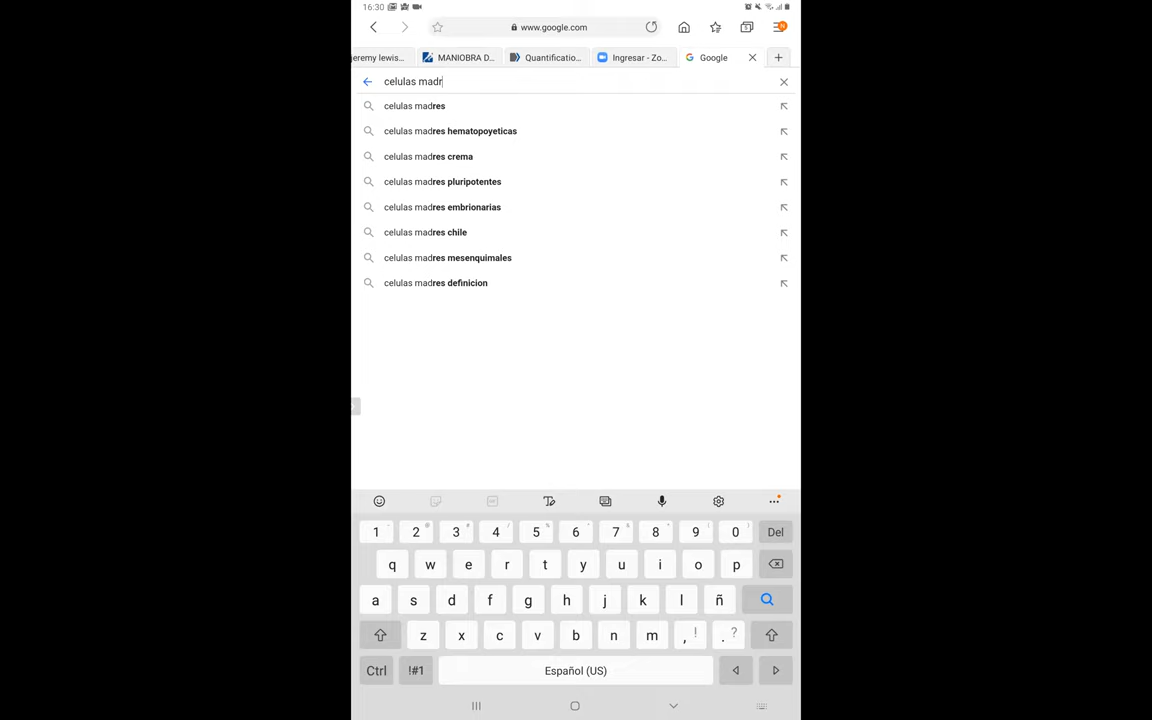 16:30
www.google.com
jeremy lewis...
MANIOBRA D...
Quantificatio...
Ingresar - Zo...
Google
celulas madr
celulas madres
celulas madres hematopoyeticas
celulas madres crema
celulas madres pluripotentes
celulas madres embrionarias
celulas madres chile
celulas madres mesenquimales
celulas madres definicion
1 2 3 4 5 6 7 8 9 0 Del
q w e r t y u i o p
a s d f g h j k l ñ
z x c v b n m , ! . ?
Ctrl !#1 Español (US)